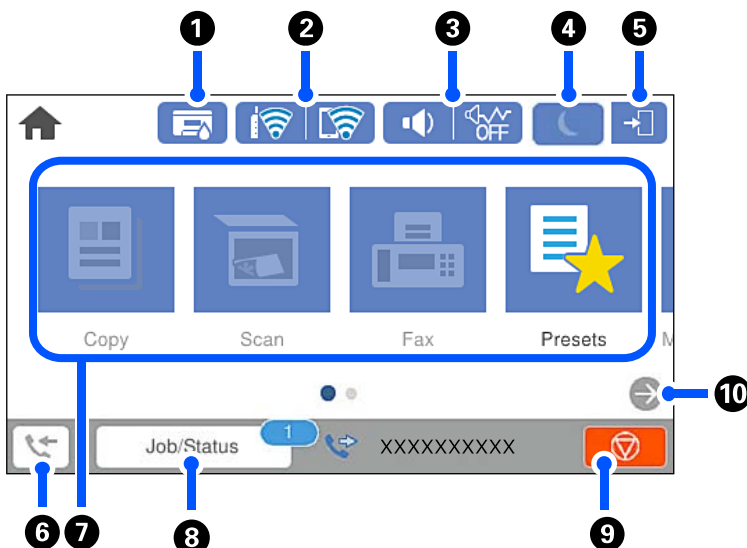 1 2 3 4 5
OFF
Copy Scan Fax Presets M
10
1
Job/Status XXXXXXXXXX
6 7 8 9